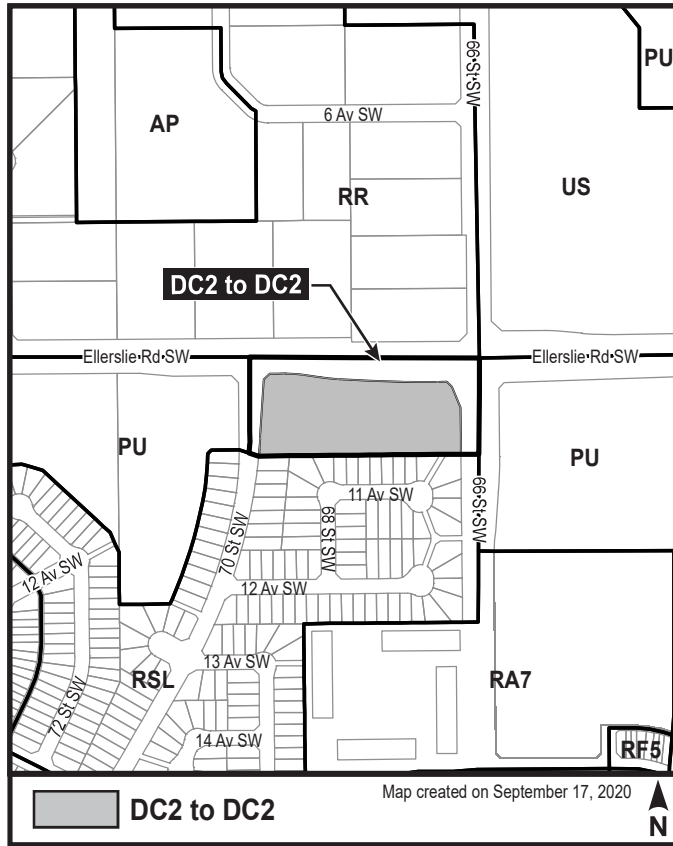 PU
66 St SW
AP
6 Av SW
RR
US
DC2 to DC2
Ellerslie Rd SW
Ellerslie Rd SW
PU
PU
11 Av SW
68 St SW
66 St SW
70 St SW
12 Av SW
12 Av SW
13 Av SW
RSL
RA7
72 St SW
14 Av SW
RF5
DC2 to DC2
Map created on September 17, 2020
N